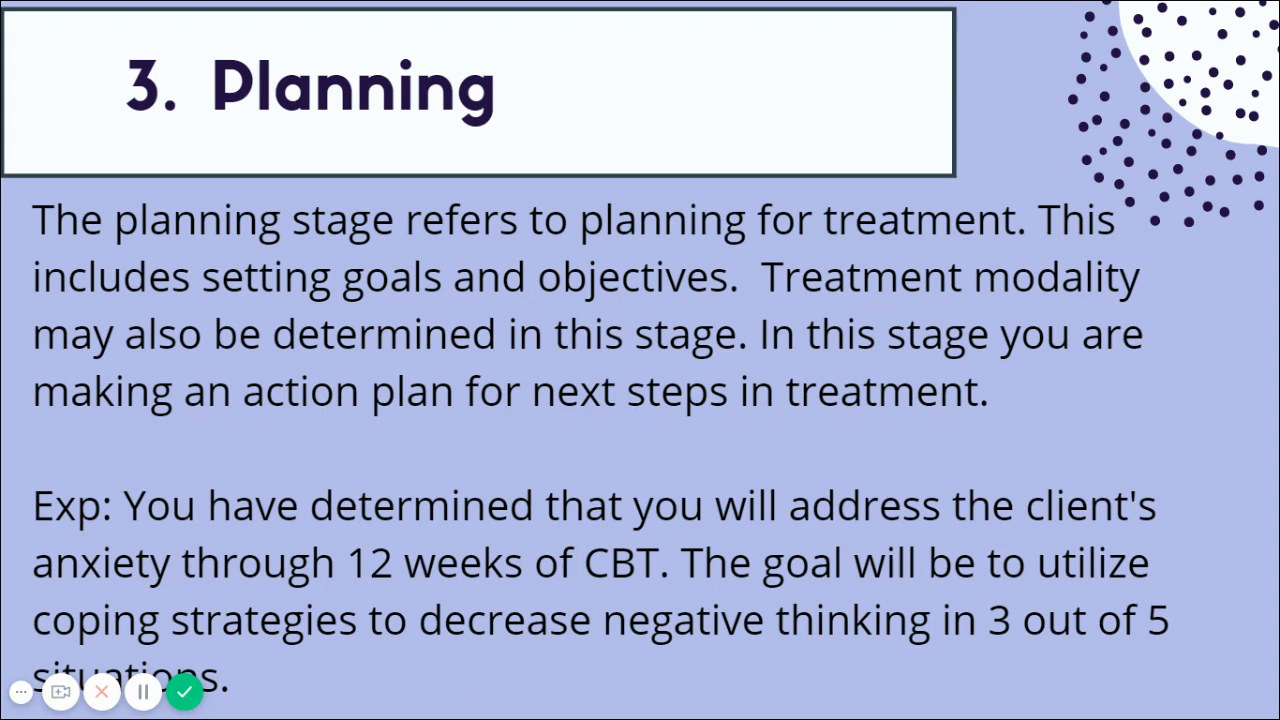 3. Planning
The planning stage refers to planning for treatment. This
includes setting goals and objectives.  Treatment modality
may also be determined in this stage. In this stage you are
making an action plan for next steps in treatment.
Exp: You have determined that you will address the client's
anxiety through 12 weeks of CBT. The goal will be to utilize
coping strategies to decrease negative thinking in 3 out of 5
situations.